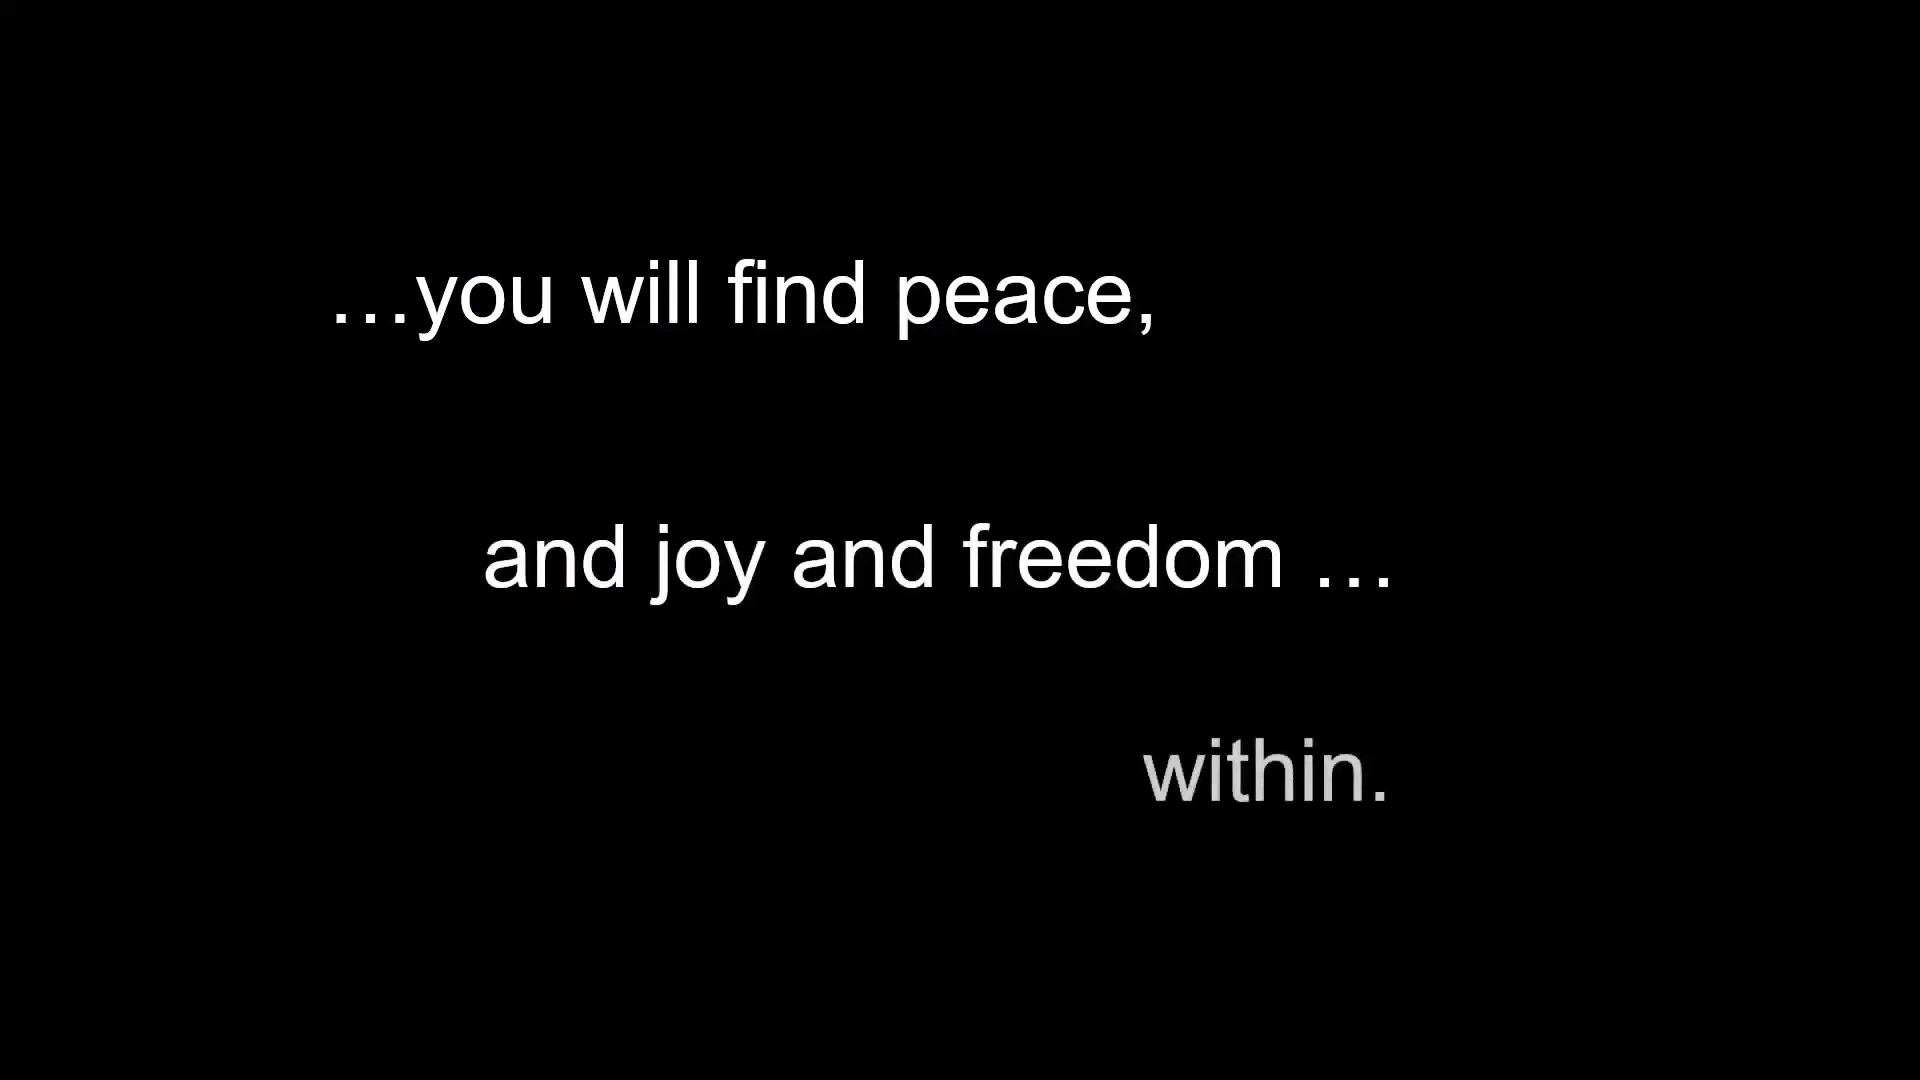 …you will find peace,
and joy and freedom …
within.